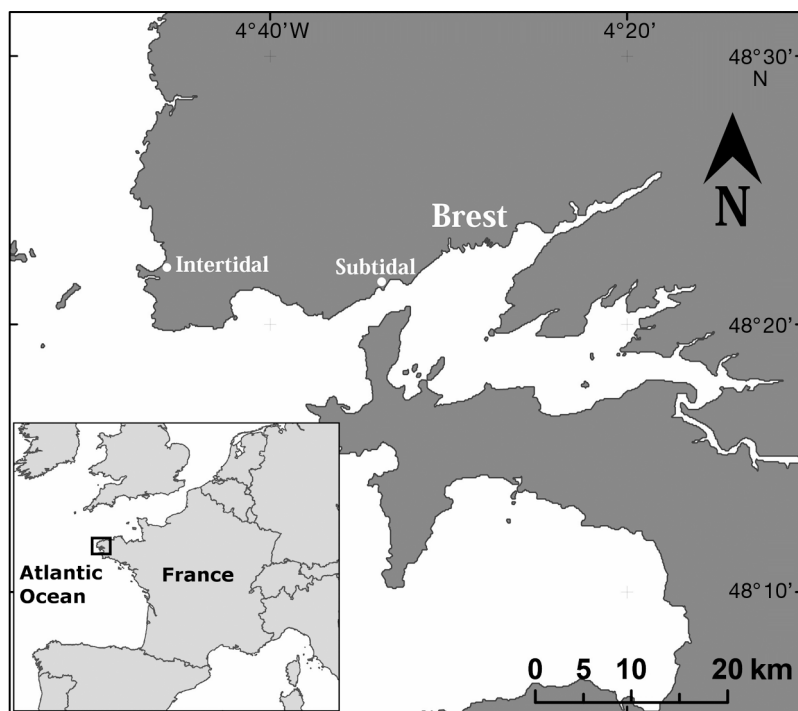 4°40'W
4°20'
48°30'
N
N
Brest
Intertidal
Subtidal
48°20'
Atlantic
Ocean
France
48°10'
0 5 10 20 km